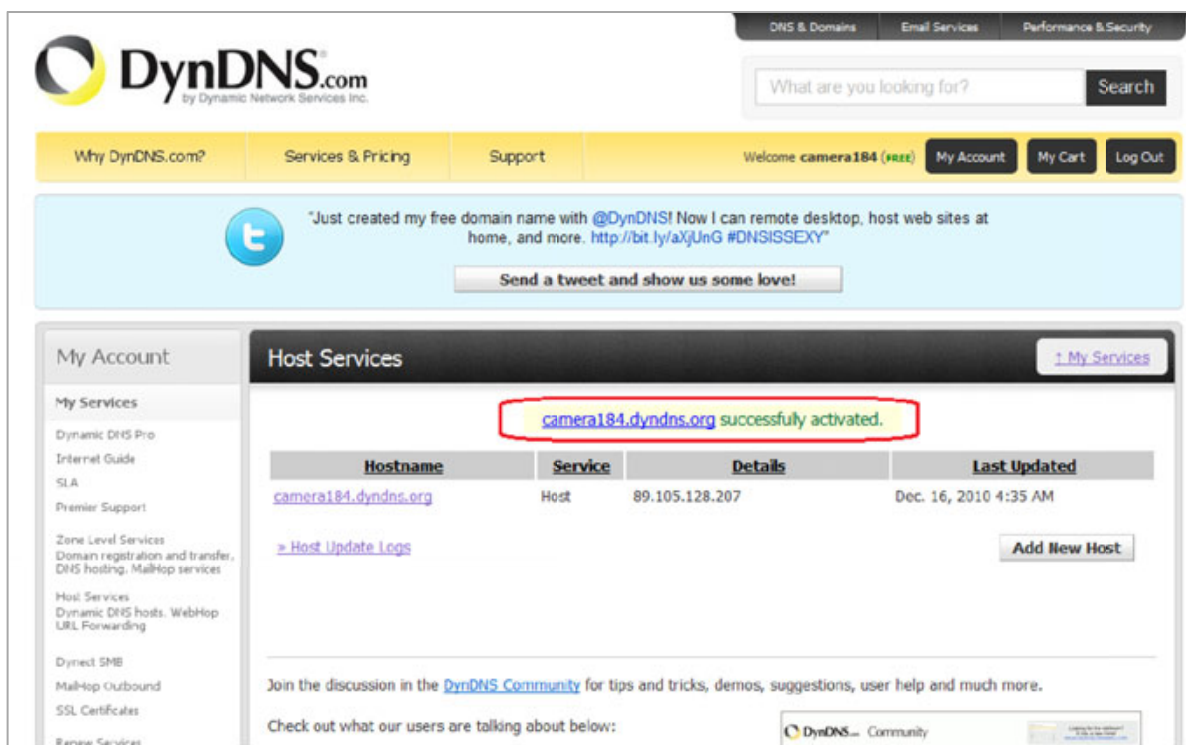 DNS & Domains Email Services Performance & Security
DynDNS.com
by Dynamic Network Services Inc.
What are you looking for? Search
Why DynDNS.com? Services & Pricing Support Welcome camera184 (FREE) My Account My Cart Log Out
"Just created my free domain name with @DynDNS! Now I can remote desktop, host web sites at
home, and more. http://bit.ly/aXjUnG #DNSISSEXY"
Send a tweet and show us some love!
My Account
My Services
Dynamic DNS Pro
Internet Guide
SLA
Premier Support
Zone Level Services
Domain registration and transfer,
DNS hosting, MailHop services
Host Services
Dynamic DNS hosts, WebHop
URL Forwarding
Dynect SMB
MailHop Outbound
SSL Certificates
Renew Services
Host Services
↑ My Services
camera184.dyndns.org successfully activated.
Hostname Service Details Last Updated
camera184.dyndns.org Host 89.105.128.207 Dec. 16, 2010 4:35 AM
» Host Update Logs Add New Host
Join the discussion in the DynDNS Community for tips and tricks, demos, suggestions, user help and much more.
Check out what our users are talking about below:
DynDNS Community